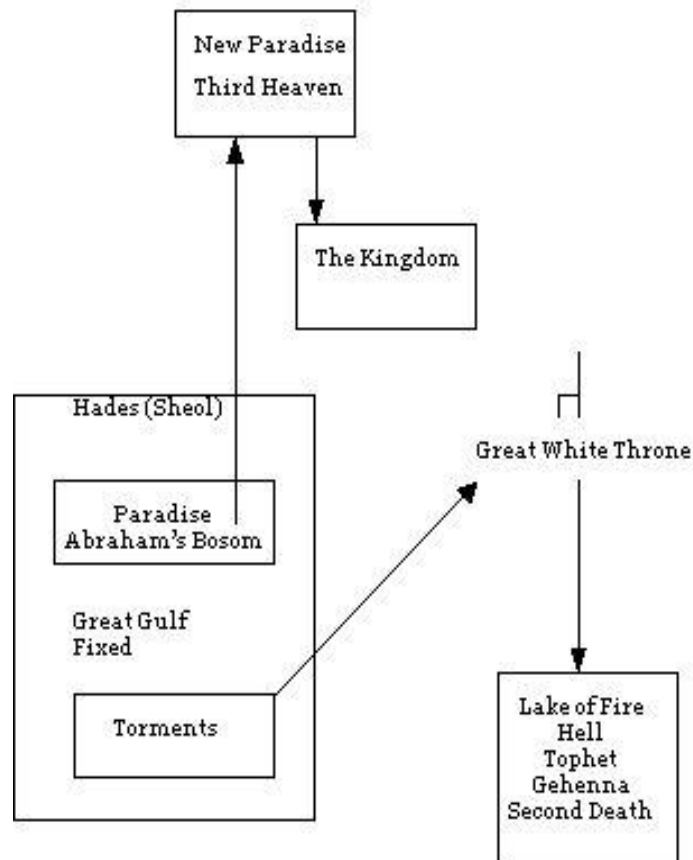 New Paradise
Third Heaven
The Kingdom
Hades (Sheol)
Great White Throne
Paradise
Abraham's Bosom
Great Gulf
Fixed
Torments
Lake of Fire
Hell
Tophet
Gehenna
Second Death